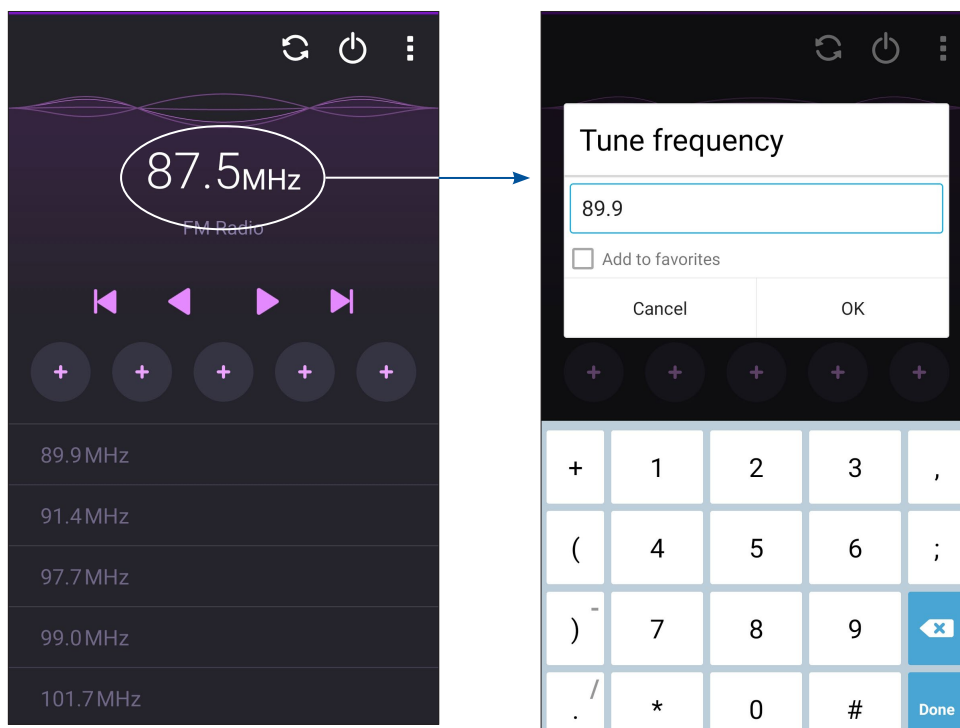 87.5MHz
FM Radio
+ + + + +
89.9MHz
91.4MHz
97.7MHz
99.0MHz
101.7MHz
Tune frequency
89.9
Add to favorites
Cancel OK
+ + + + +
+ 1 2 3 ,
( 4 5 6 ;
) - 7 8 9
. / * 0 # Done